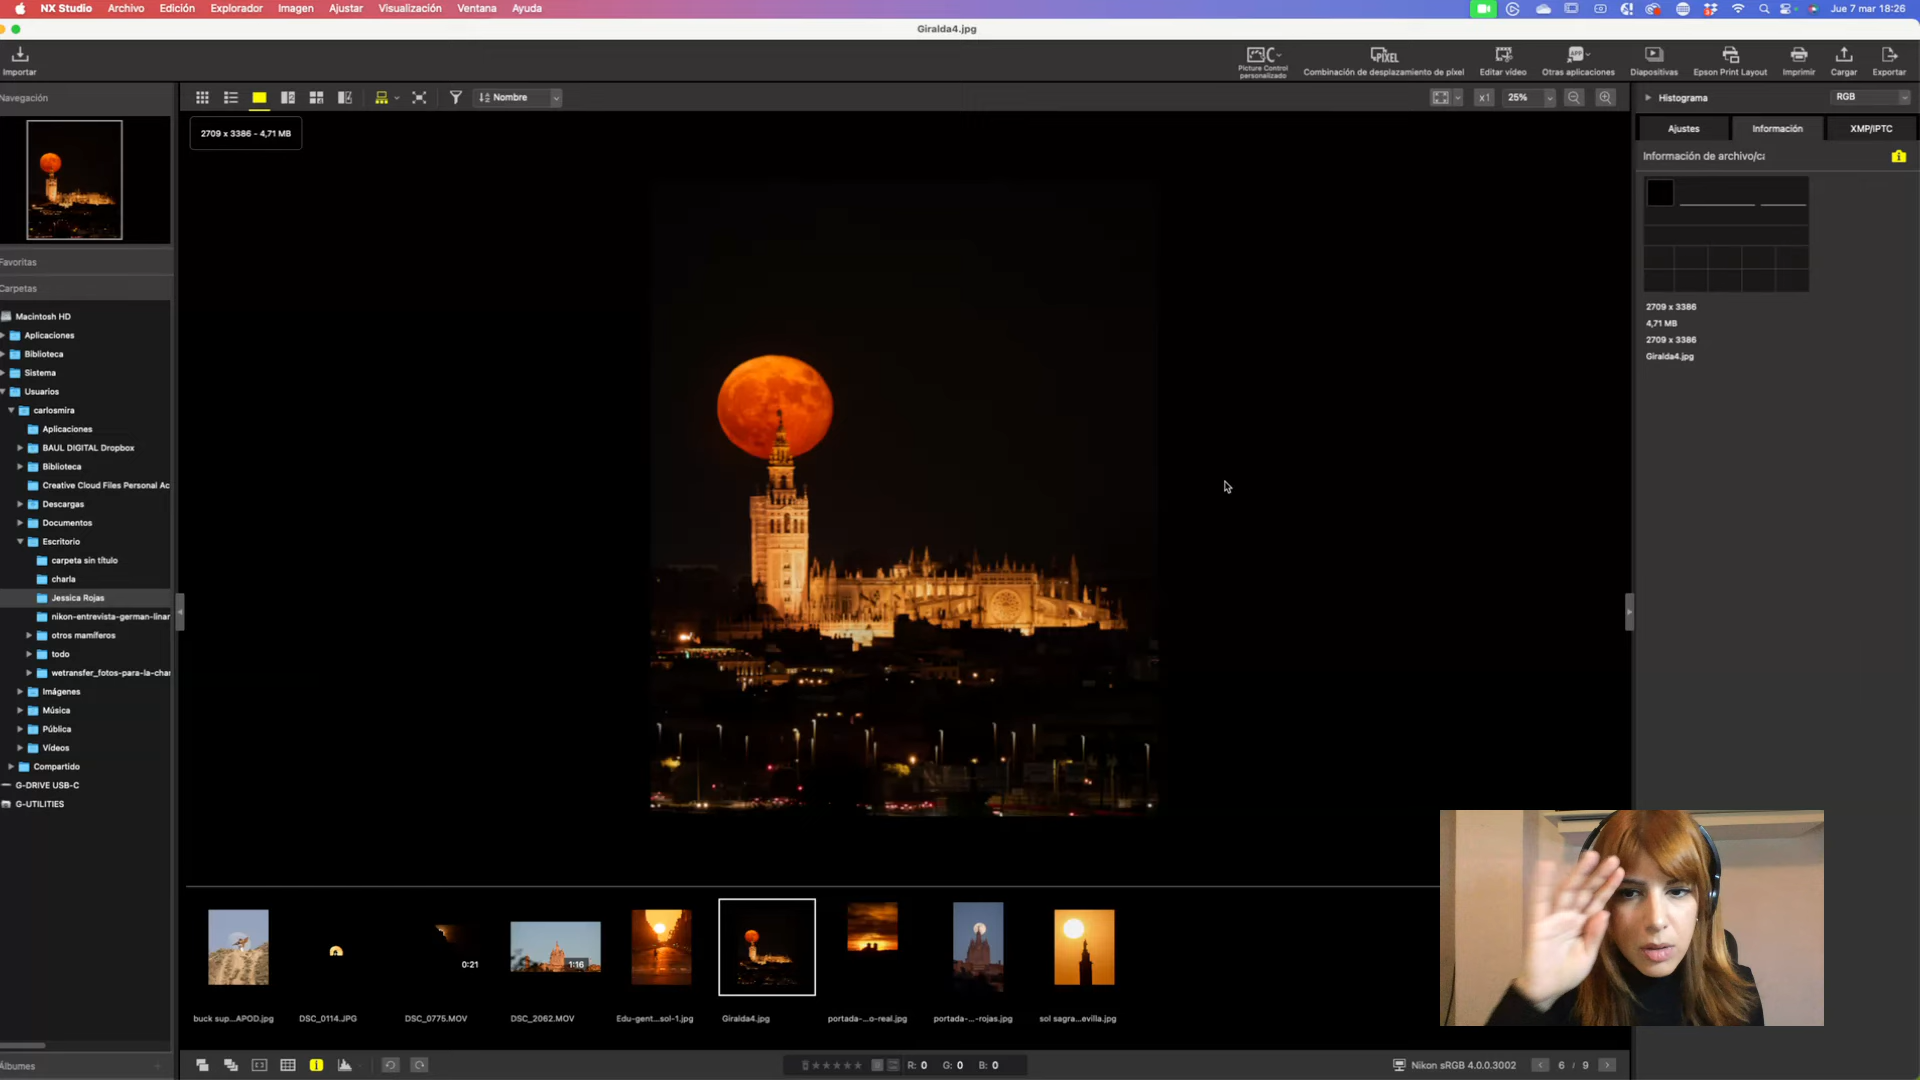 NX Studio Archivo Edición Explorador Imagen Ajustar Visualización Ventana Ayuda Jue 7 mar 18:26
Giralda4.jpg
Importar
Picture Control personalizado Combinación de desplazamiento de píxel Editar vídeo Otras aplicaciones Diapositivas Epson Print Layout Imprimir Cargar Exportar
Navegación
Nombre
x1 25%
Histograma RGB
2709 x 3386 - 4,71 MB
Ajustes Información XMP/IPTC
Información de archivo/cá
2709 x 3386
4,71 MB
2709 x 3386
Giralda4.jpg
Favoritas
Carpetas
Macintosh HD
Aplicaciones
Biblioteca
Sistema
Usuarios
carlosmira
Aplicaciones
BAUL DIGITAL Dropbox
Biblioteca
Creative Cloud Files Personal Ac
Descargas
Documentos
Escritorio
carpeta sin título
charla
Jessica Rojas
nikon-entrevista-german-linar
otros mamíferos
todo
wetransfer_fotos-para-la-char
Imágenes
Música
Pública
Vídeos
Compartido
G-DRIVE USB-C
G-UTILITIES
0:21
1:16
buck sup...APOD.jpg DSC_0114.JPG DSC_0775.MOV DSC_2062.MOV Edu-gent...sol-1.jpg Giralda4.jpg portada-...o-real.jpg portada-...-rojas.jpg sol sagra...evilla.jpg
Álbumes
R: 0 G: 0 B: 0
Nikon sRGB 4.0.0.3002 6 / 9